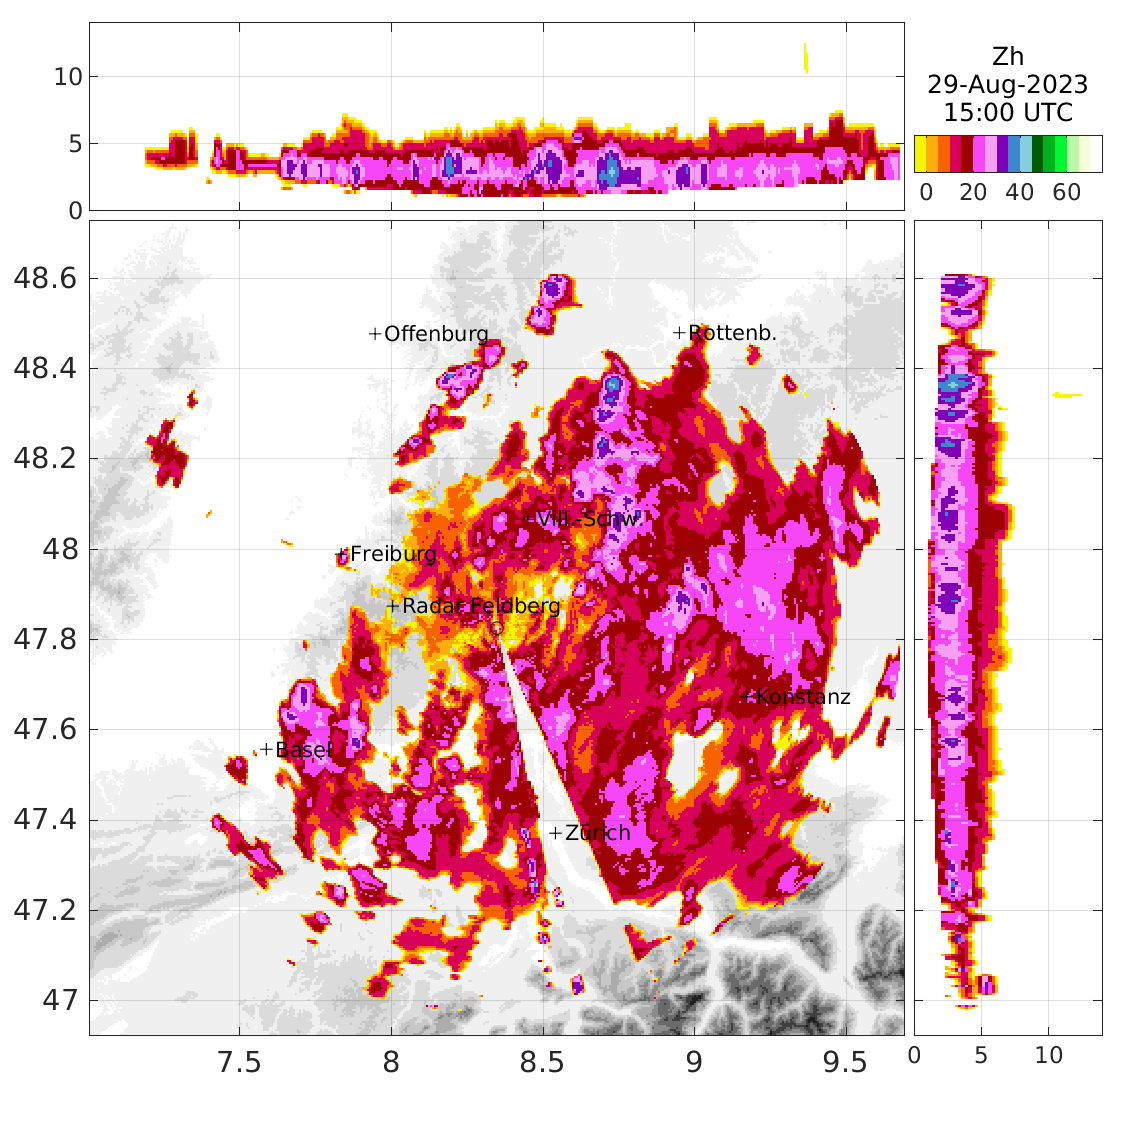 10
5
0
Zh
29-Aug-2023
15:00 UTC
0 20 40 60
48.6
48.4
48.2
48
47.8
47.6
47.4
47.2
47
+Offenburg
+Rottenb.
+Vill.-Schw.
+Freiburg
+Radar Feldberg
+Konstanz
+Basel
+Zürich
7.5 8 8.5 9 9.5
0 5 10